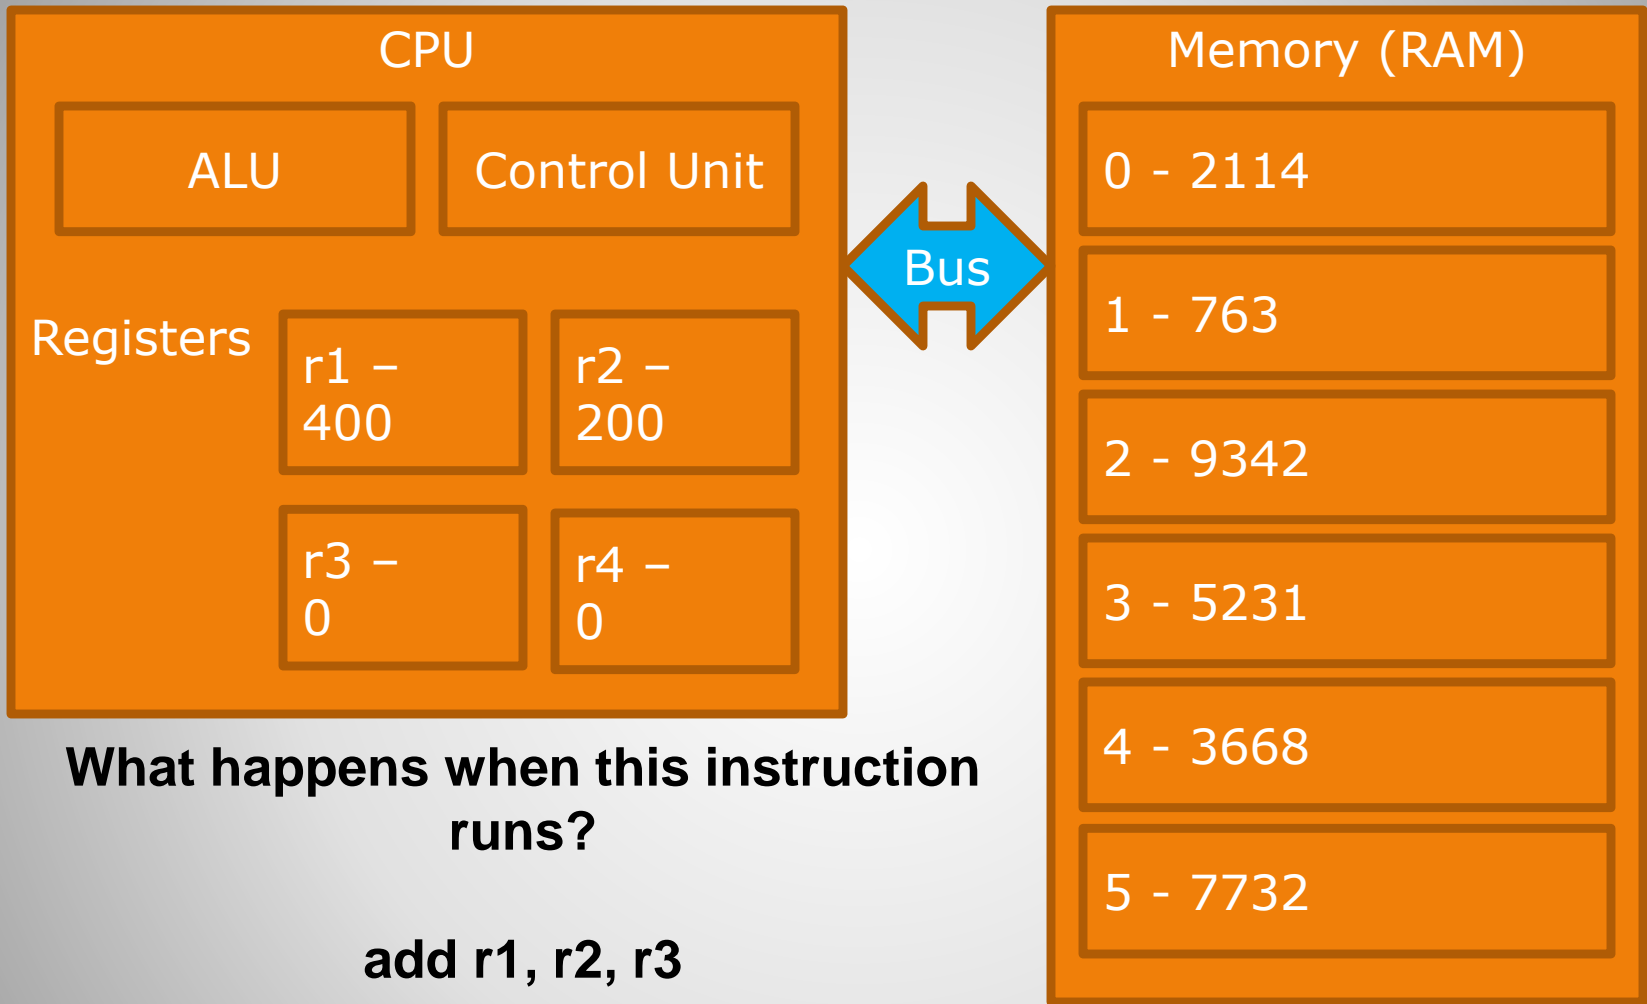 CPU
ALU
Control Unit
Registers
r1 –
400
r2 –
200
r3 –
0
r4 –
0
Bus
Memory (RAM)
0 - 2114
1 - 763
2 - 9342
3 - 5231
4 - 3668
5 - 7732
What happens when this instruction
runs?
add r1, r2, r3